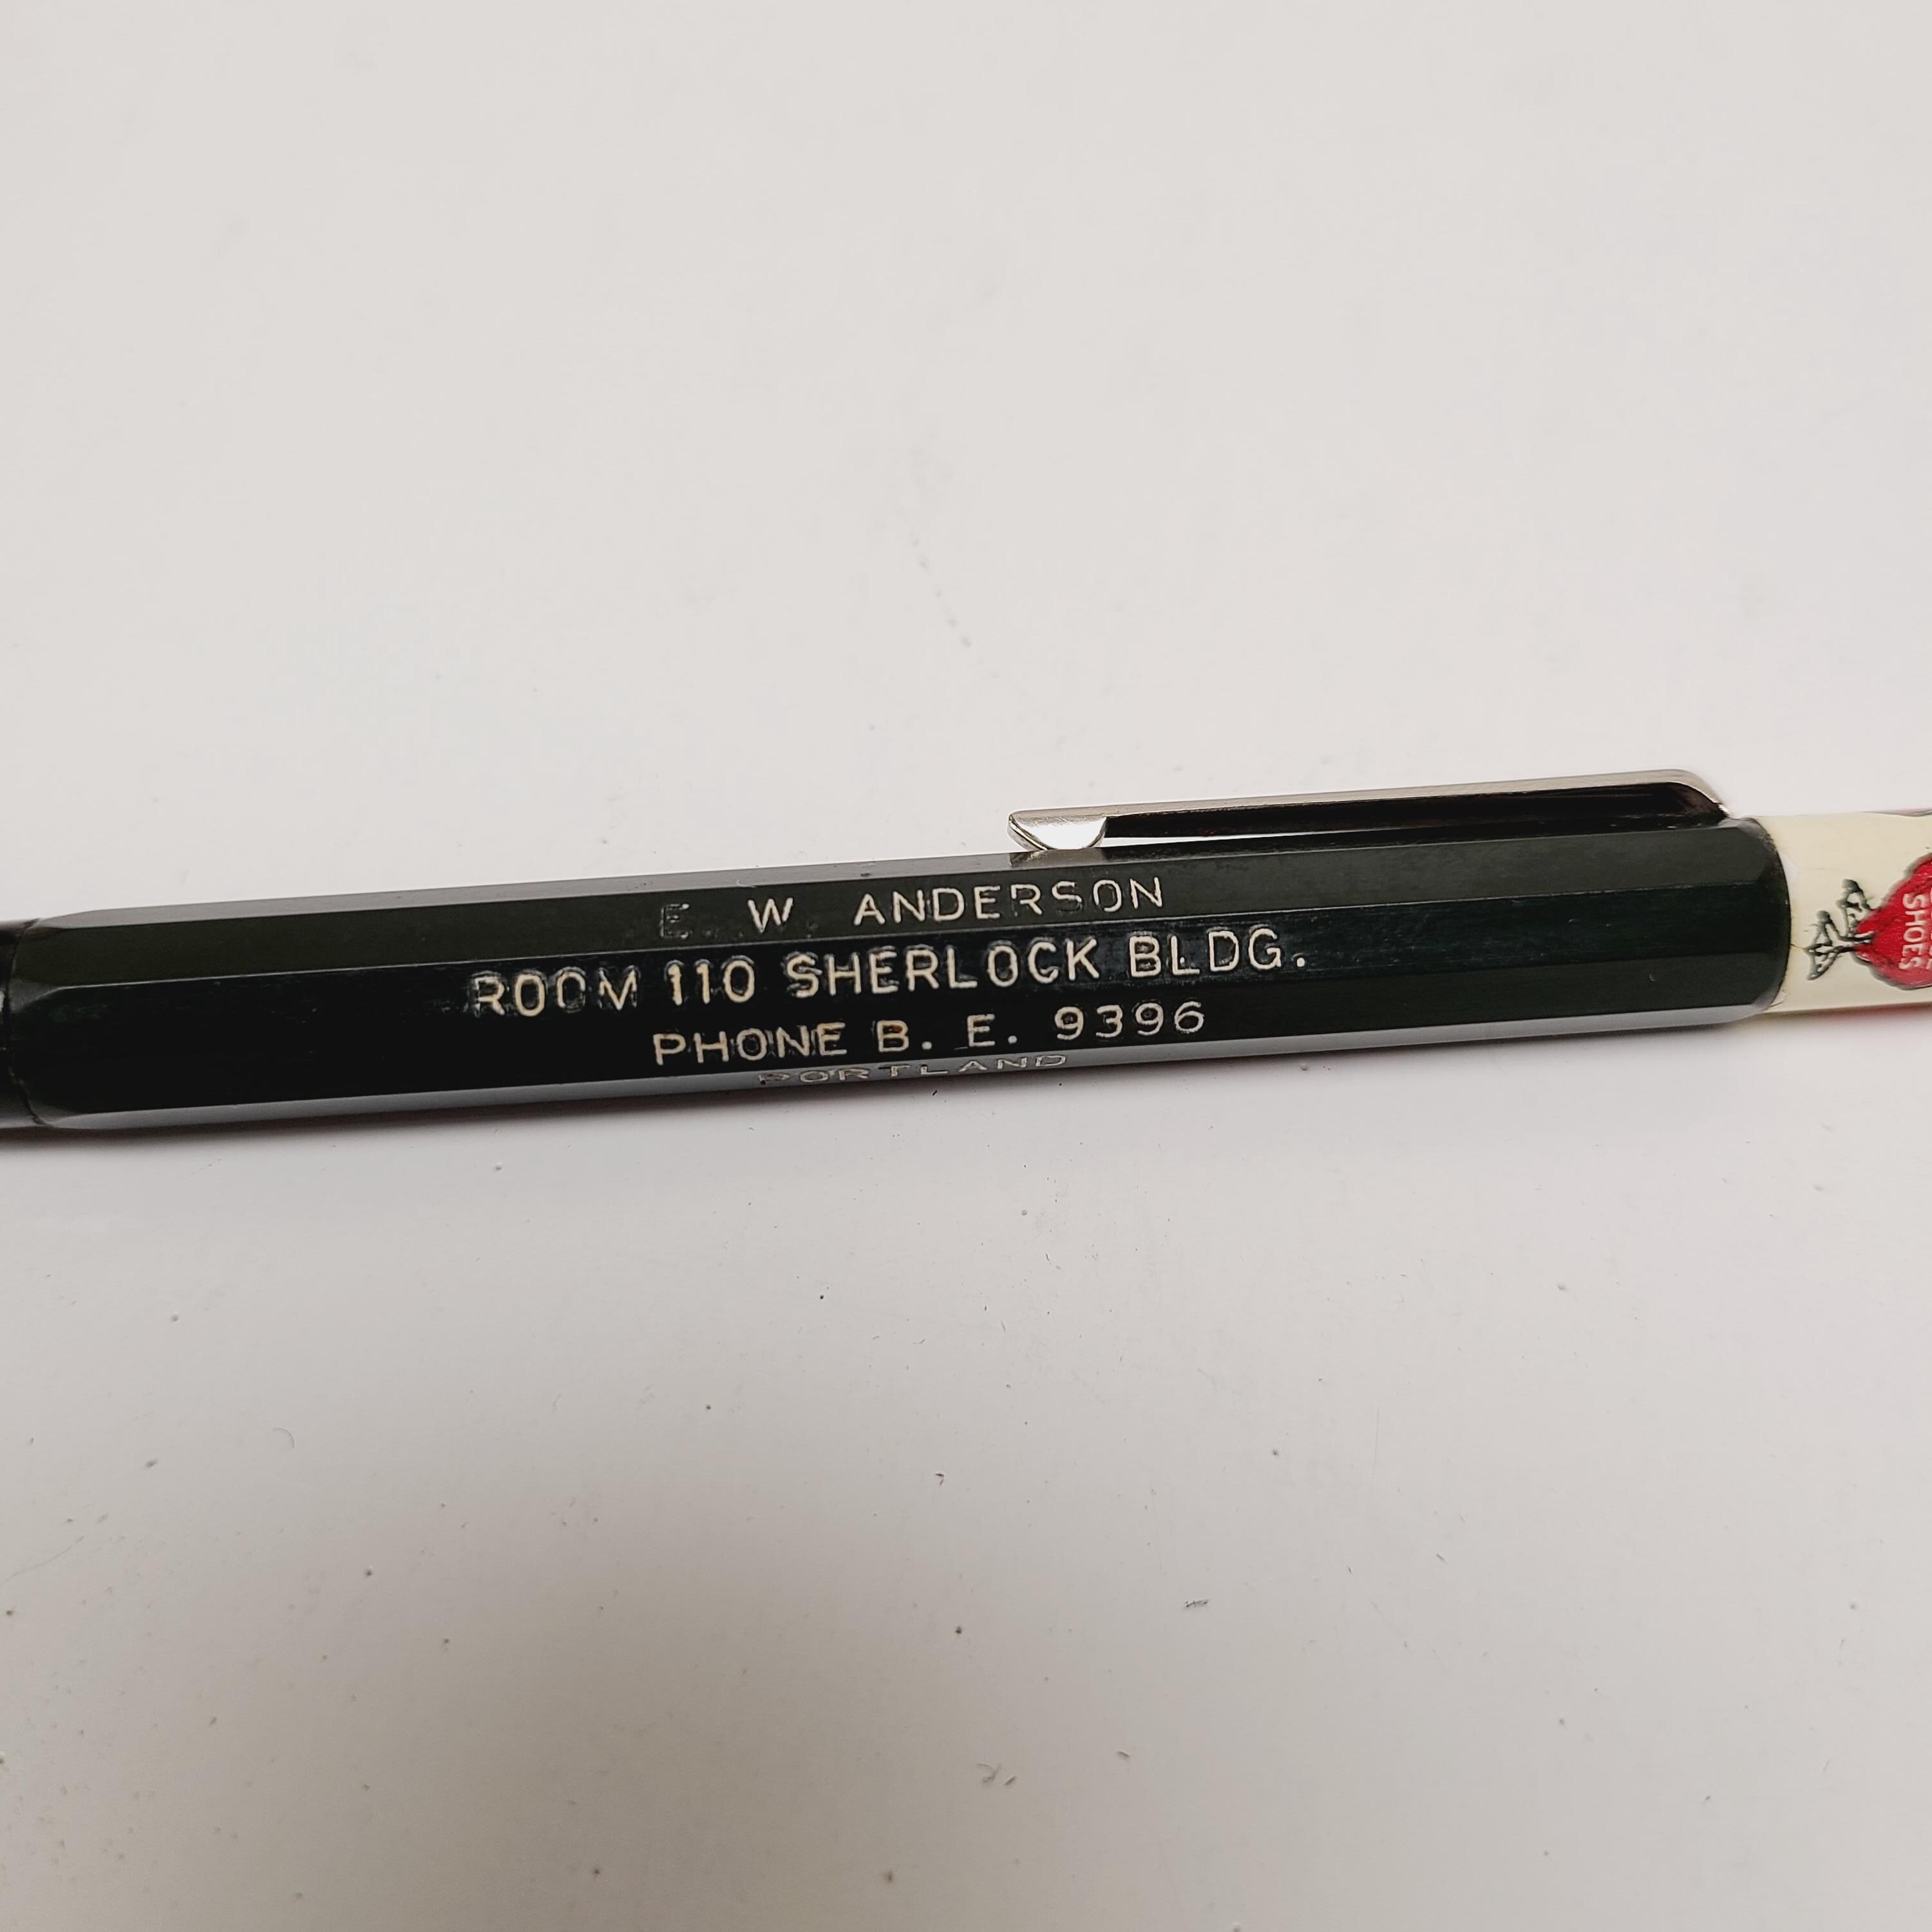 E. W. ANDERSON
ROOM 110 SHERLOCK BLDG.
PHONE B. E. 9396
PORTLAND
SHOES